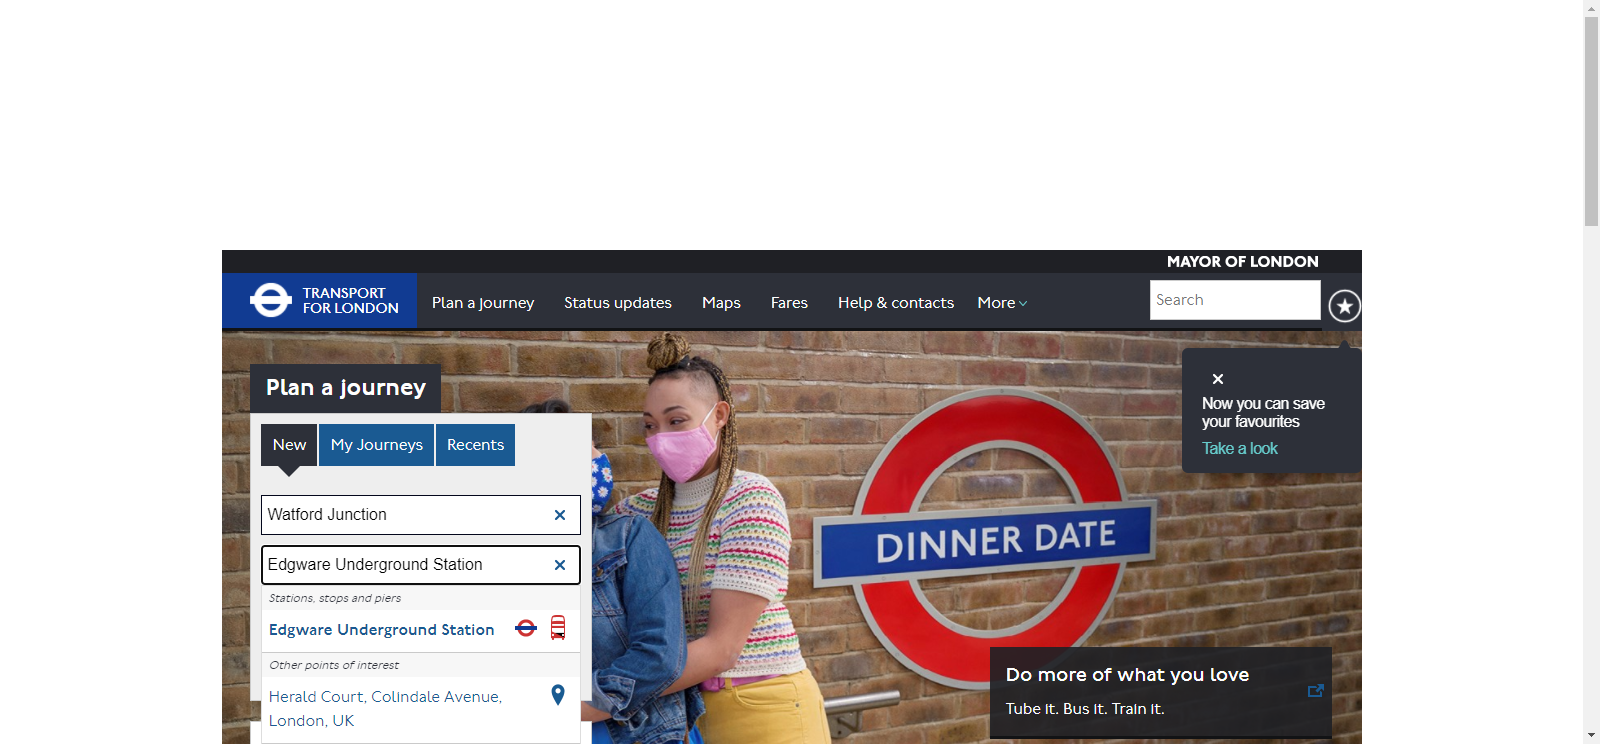 MAYOR OF LONDON
TRANSPORT
FOR LONDON
Plan a journey
Status updates
Maps
Fares
Help & contacts
More
Search
Plan a journey
Now you can save
your favourites
Take a look
New
My Journeys
Recents
Watford Junction
Edgware Underground Station
Stations, stops and piers
Edgware Underground Station
Other points of interest
Herald Court, Colindale Avenue,
London, UK
DINNER DATE
Do more of what you love
Tube it. Bus it. Train it.